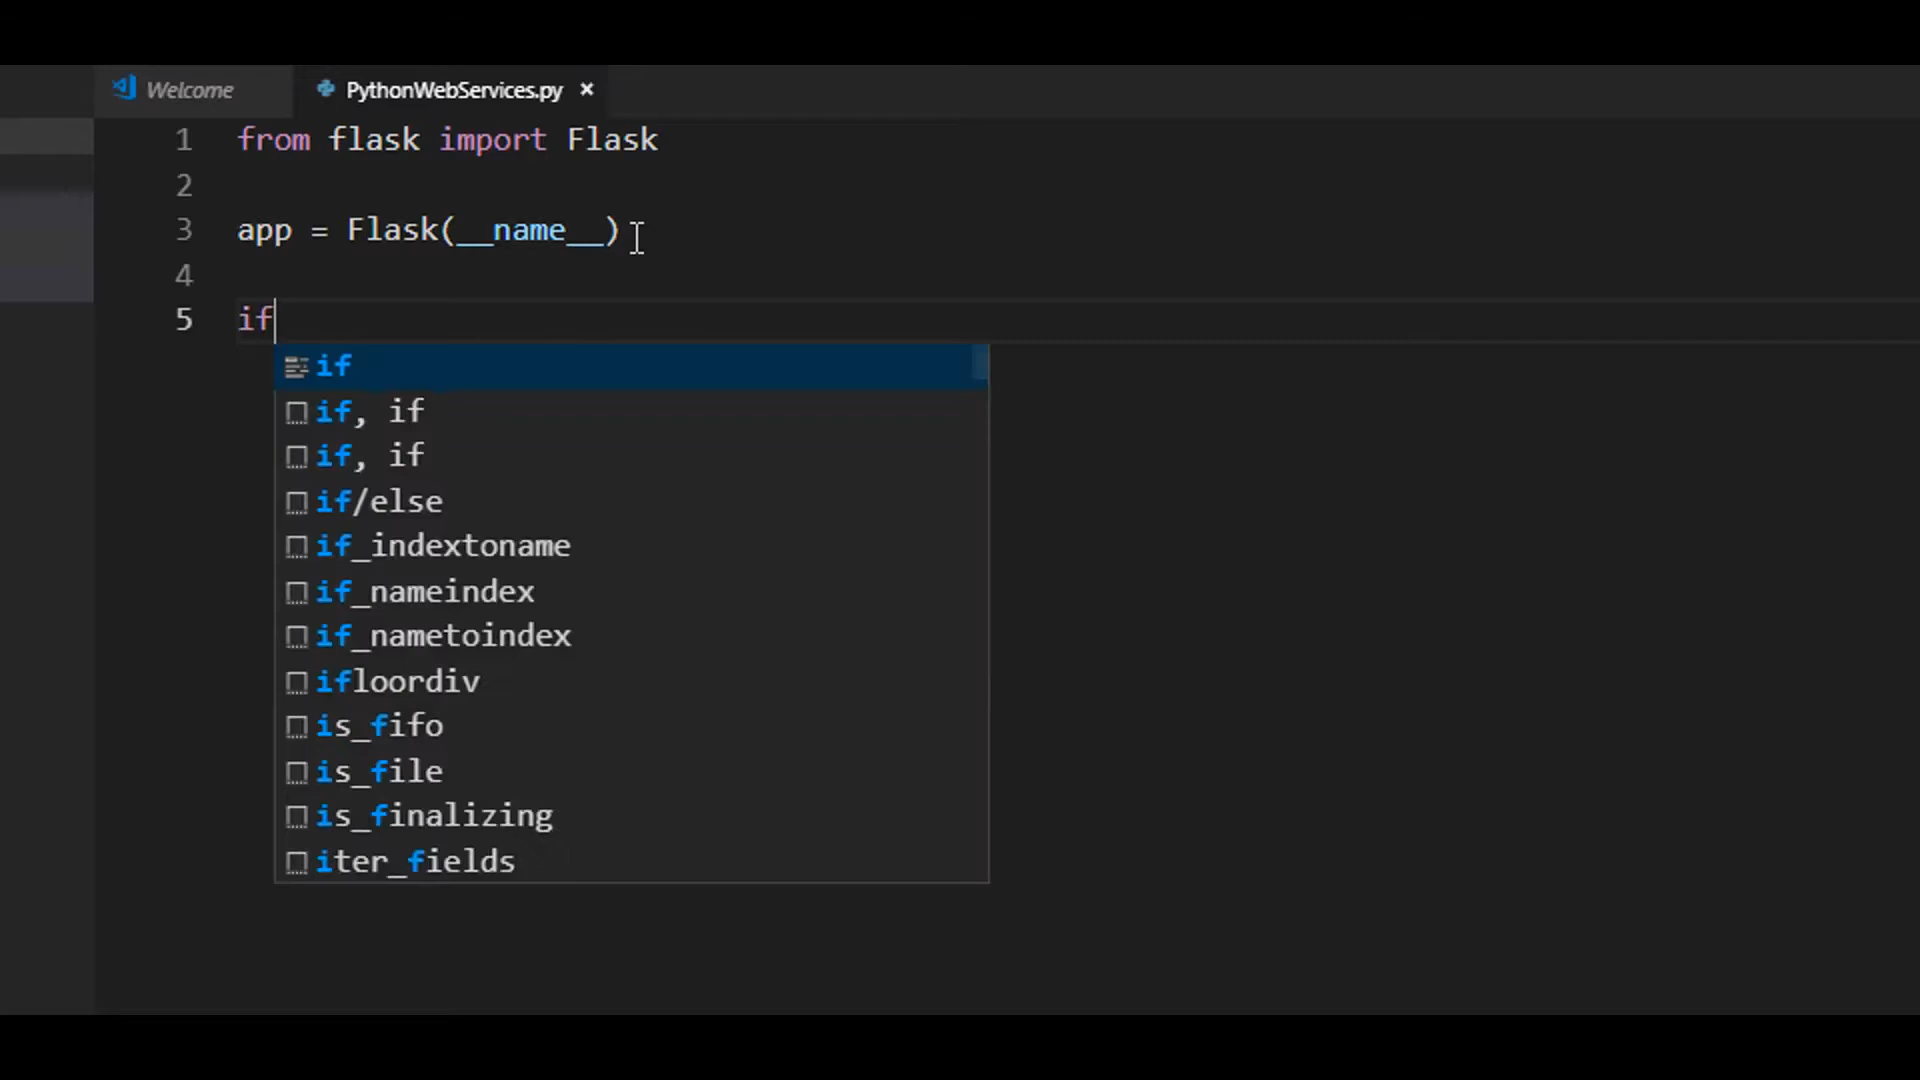 Welcome PythonWebServices.py ×
1 from flask import Flask
2
3 app = Flask(__name__)
4
5 if
if
if, if
if, if
if/else
if_indextoname
if_nameindex
if_nametoindex
ifloordiv
is_fifo
is_file
is_finalizing
iter_fields